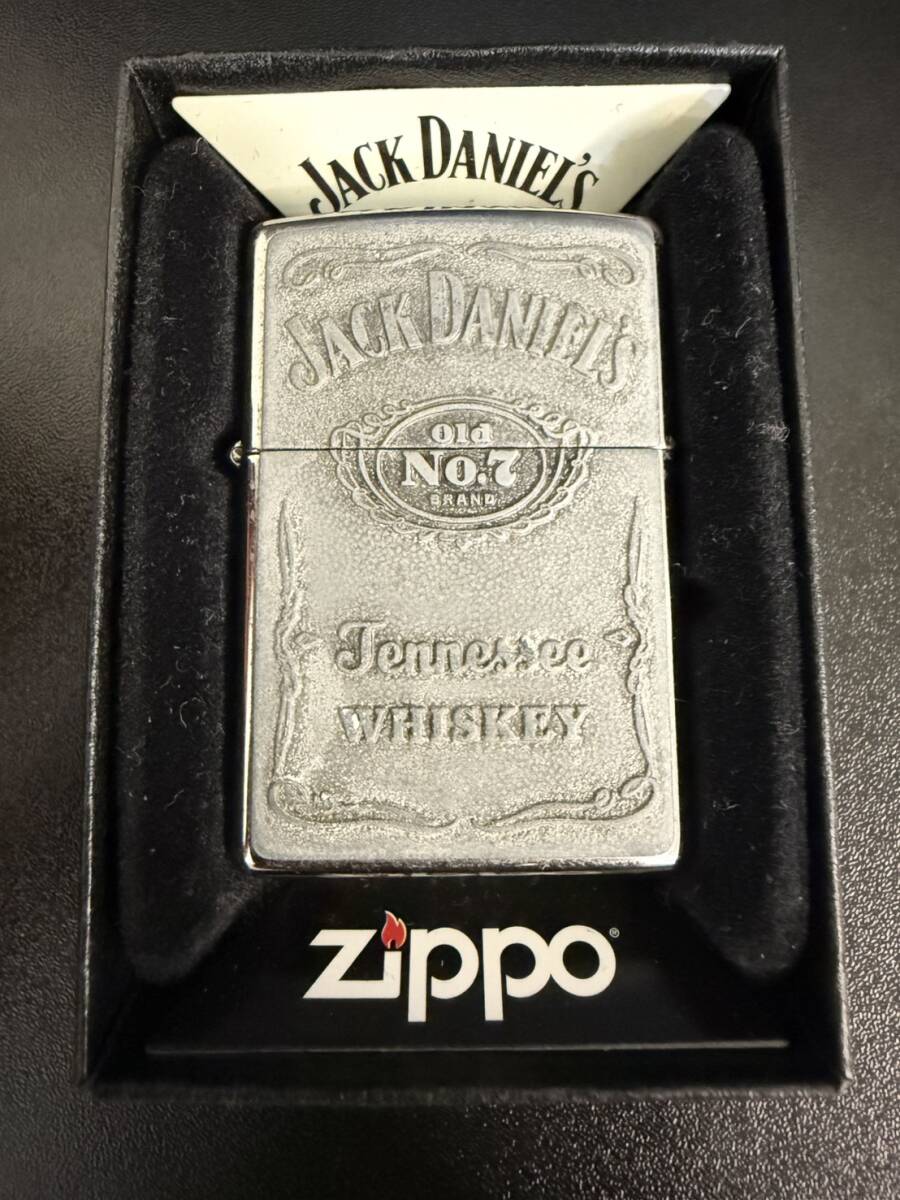 JACK DANIEL'S
JACK DANIEL'S
Old
No.7
BRAND
Tennessee
WHISKEY
zippo®